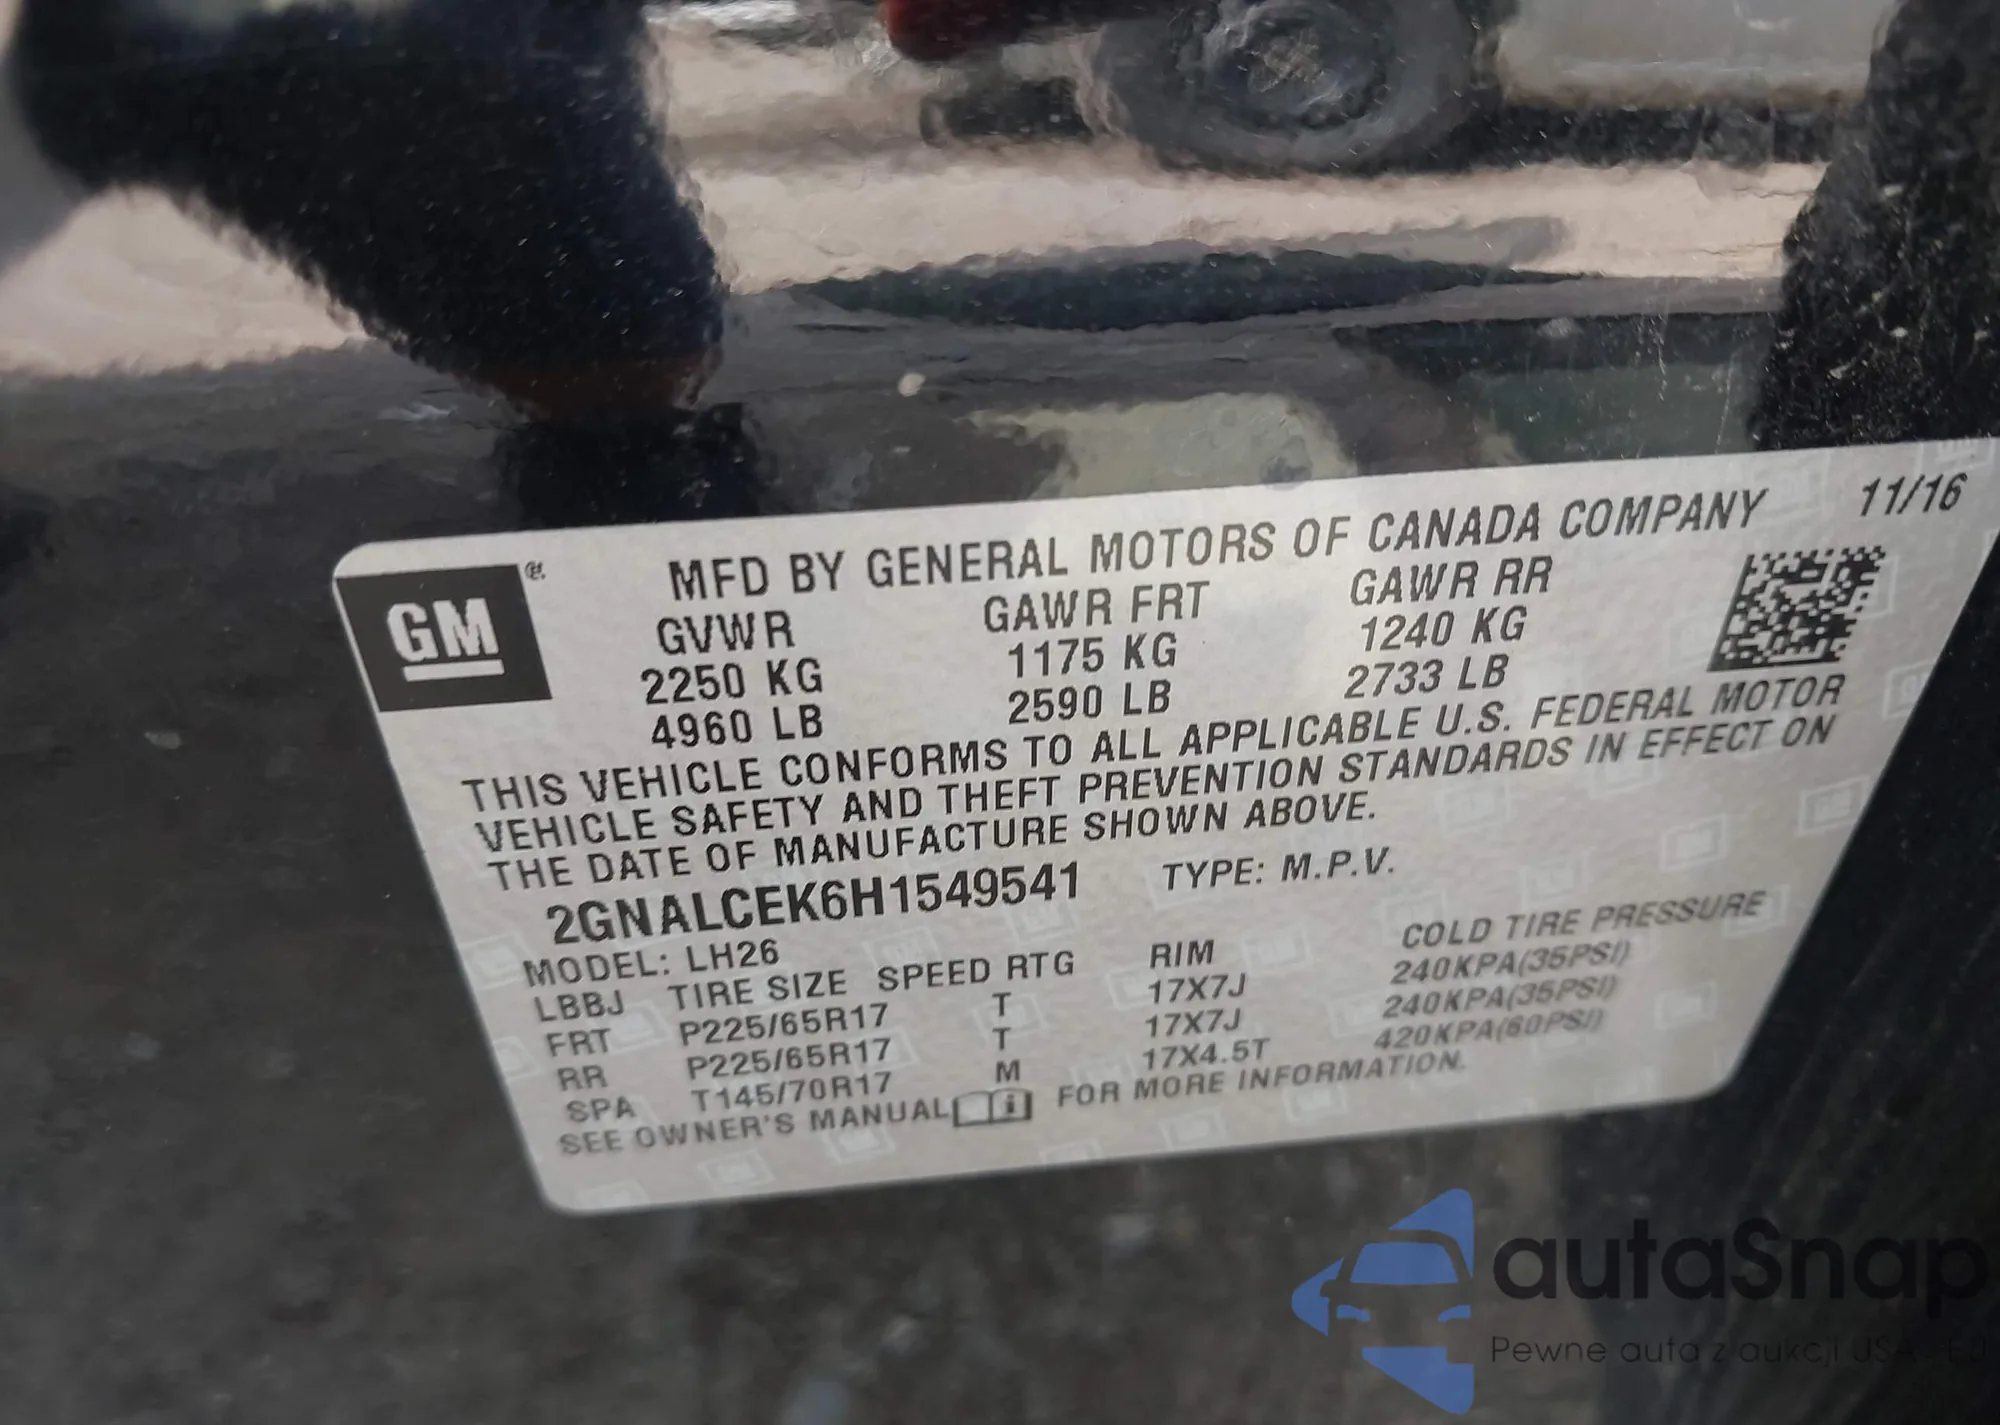 MFD BY GENERAL MOTORS OF CANADA COMPANY 11/16
GM
GVWR GAWR FRT GAWR RR
2250 KG 1175 KG 1240 KG
4960 LB 2590 LB 2733 LB
THIS VEHICLE CONFORMS TO ALL APPLICABLE U.S. FEDERAL MOTOR
VEHICLE SAFETY AND THEFT PREVENTION STANDARDS IN EFFECT ON
THE DATE OF MANUFACTURE SHOWN ABOVE.
2GNALCEK6H1549541 TYPE: M.P.V.
MODEL: LH26
LBBJ TIRE SIZE SPEED RTG RIM COLD TIRE PRESSURE
FRT P225/65R17 T 17X7J 240KPA(35PSI)
RR P225/65R17 T 17X7J 240KPA(35PSI)
SPA T145/70R17 M 17X4.5T 420KPA(60PSI)
SEE OWNER'S MANUAL FOR MORE INFORMATION.
autaSnap
Pewne auta z aukcji USA